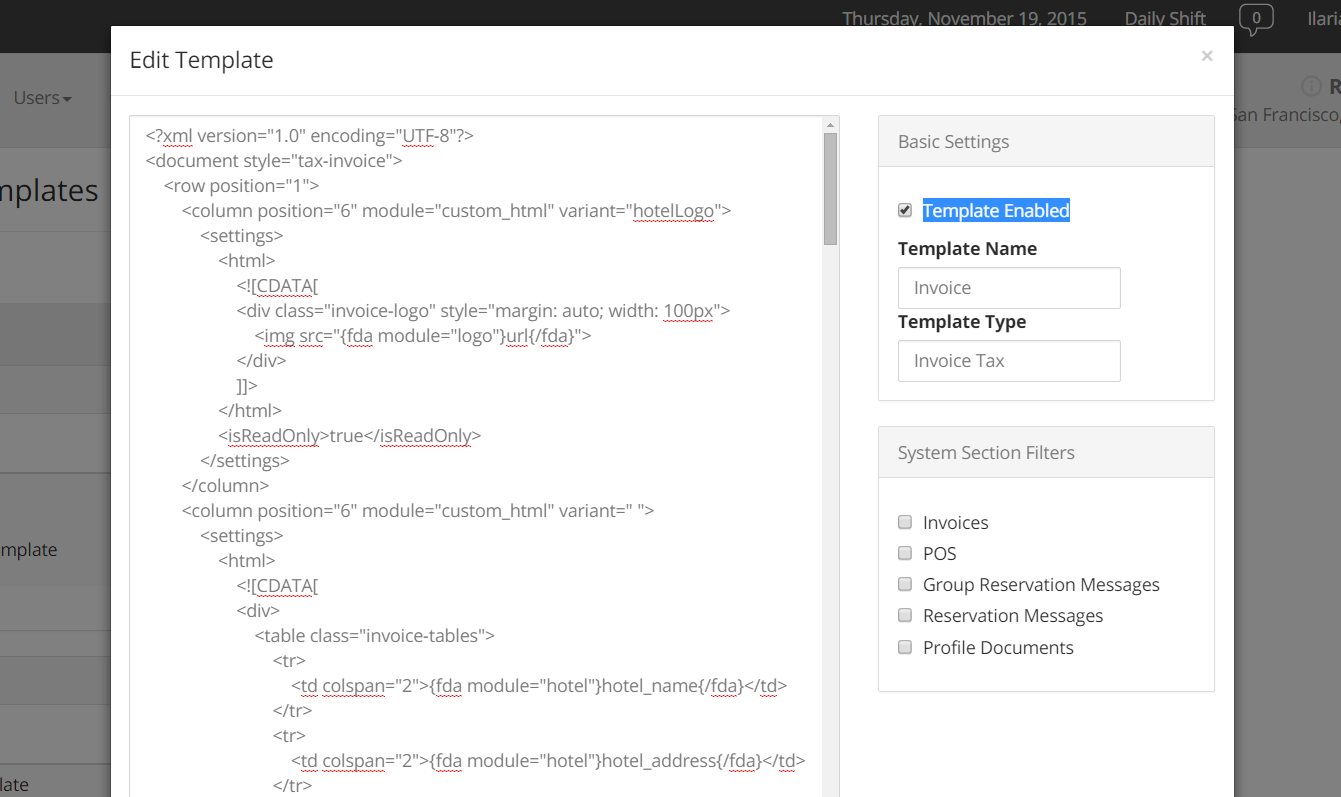 Thursday, November 19, 2015 Daily Shift 0 Ilaria
Edit Template ×
Users
R
San Francisco,
mplates
<?xml version="1.0" encoding="UTF-8"?>
<document style="tax-invoice">
<row position="1">
<column position="6" module="custom_html" variant="hotelLogo">
<settings>
<html>
<![CDATA[
<div class="invoice-logo" style="margin: auto; width: 100px">
<img src="{fda module="logo"}url{/fda}">
</div>
]]>
</html>
<isReadOnly>true</isReadOnly>
</settings>
</column>
<column position="6" module="custom_html" variant=" ">
<settings>
<html>
<![CDATA[
<div>
<table class="invoice-tables">
<tr>
<td colspan="2">{fda module="hotel"}hotel_name{/fda}</td>
</tr>
<tr>
<td colspan="2">{fda module="hotel"}hotel_address{/fda}</td>
</tr>
Basic Settings
Template Enabled
Template Name
Invoice
Template Type
Invoice Tax
System Section Filters
Invoices
POS
Group Reservation Messages
Reservation Messages
Profile Documents
mplate
late